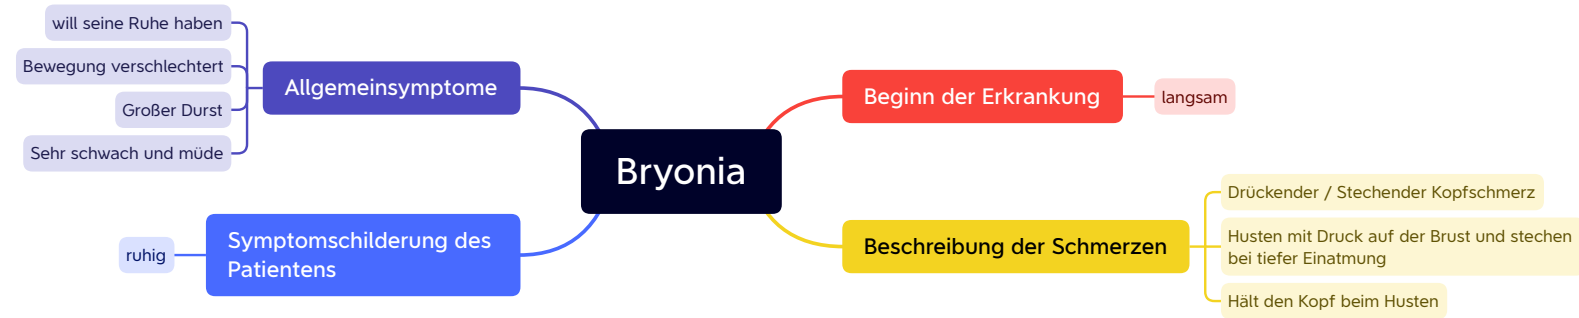 Bryonia
Beginn der Erkrankung
langsam
Beschreibung der Schmerzen
Drückender / Stechender Kopfschmerz
Husten mit Druck auf der Brust und stechen
bei tiefer Einatmung
Hält den Kopf beim Husten
Allgemeinsymptome
will seine Ruhe haben
Bewegung verschlechtert
Großer Durst
Sehr schwach und müde
Symptomschilderung des
Patientens
ruhig